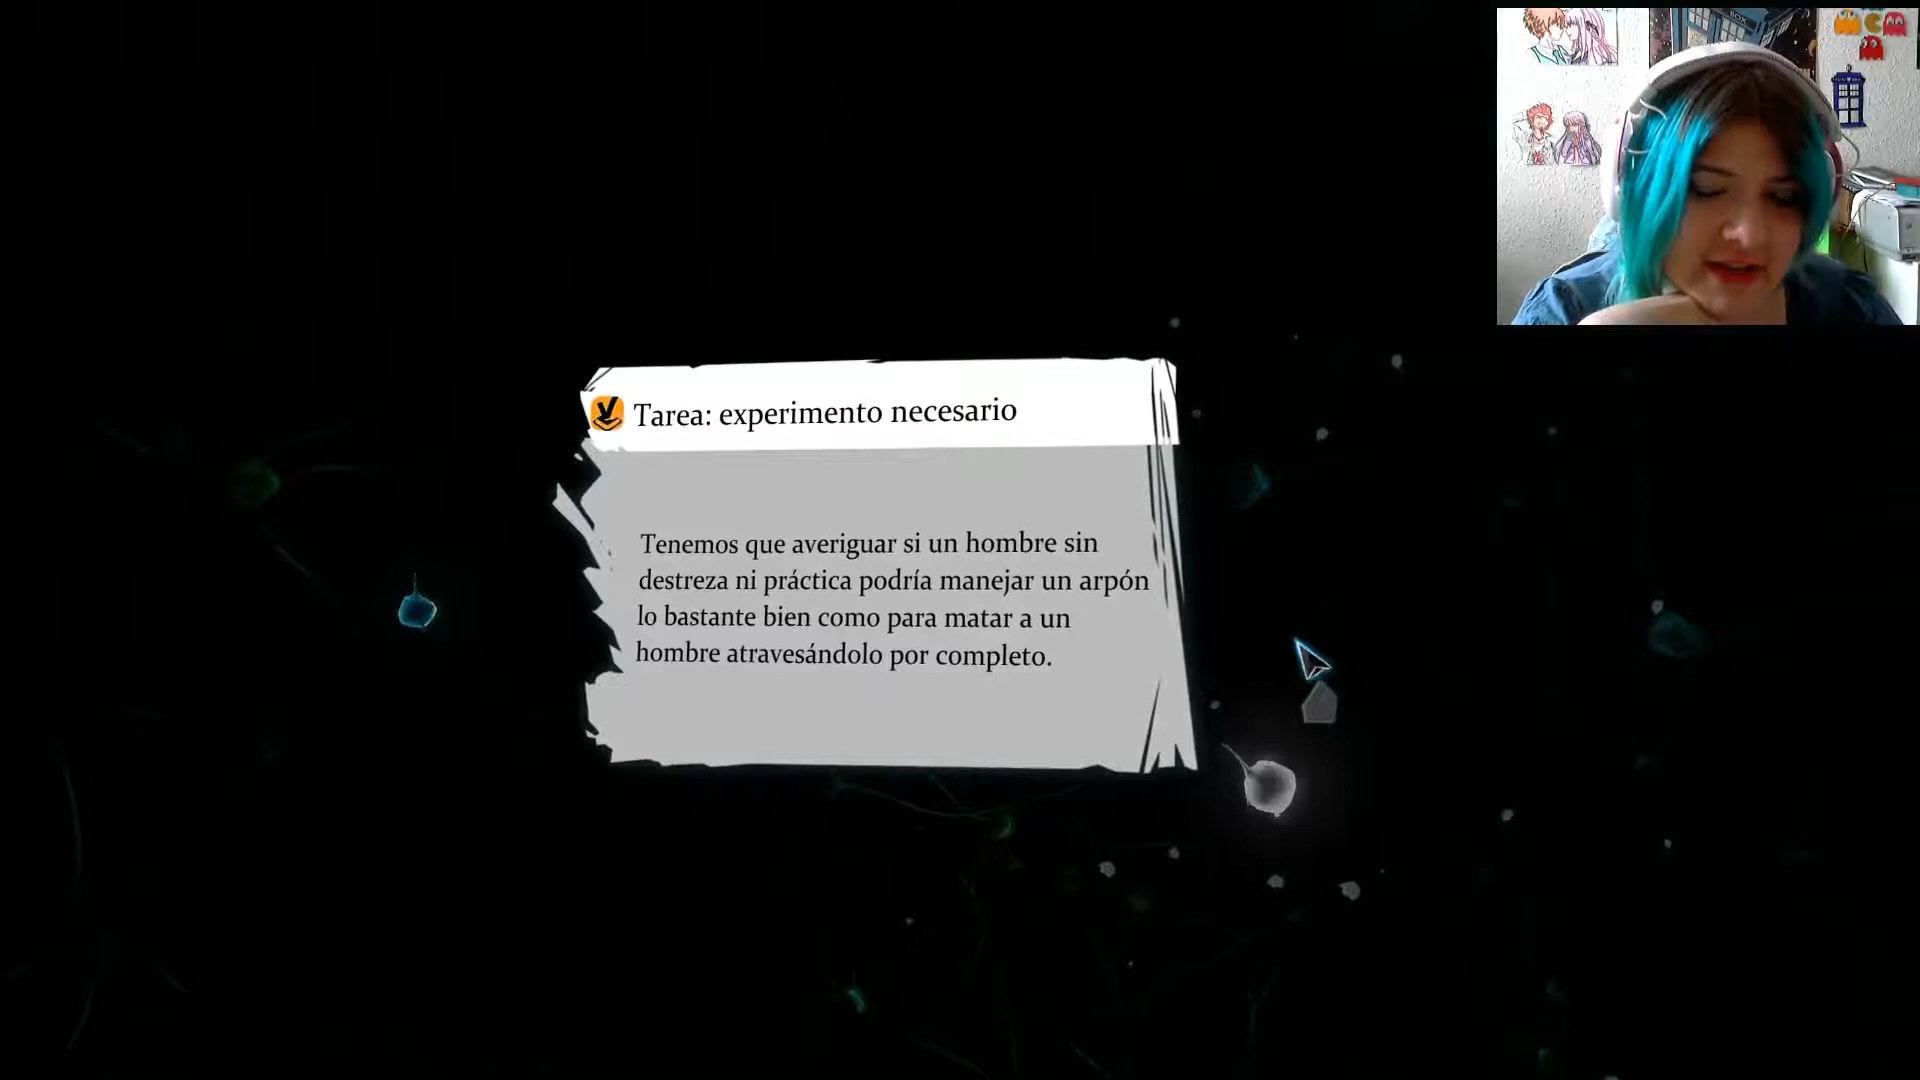 BOX
Tarea: experimento necesario
Tenemos que averiguar si un hombre sin
destreza ni práctica podría manejar un arpón
lo bastante bien como para matar a un
hombre atravesándolo por completo.